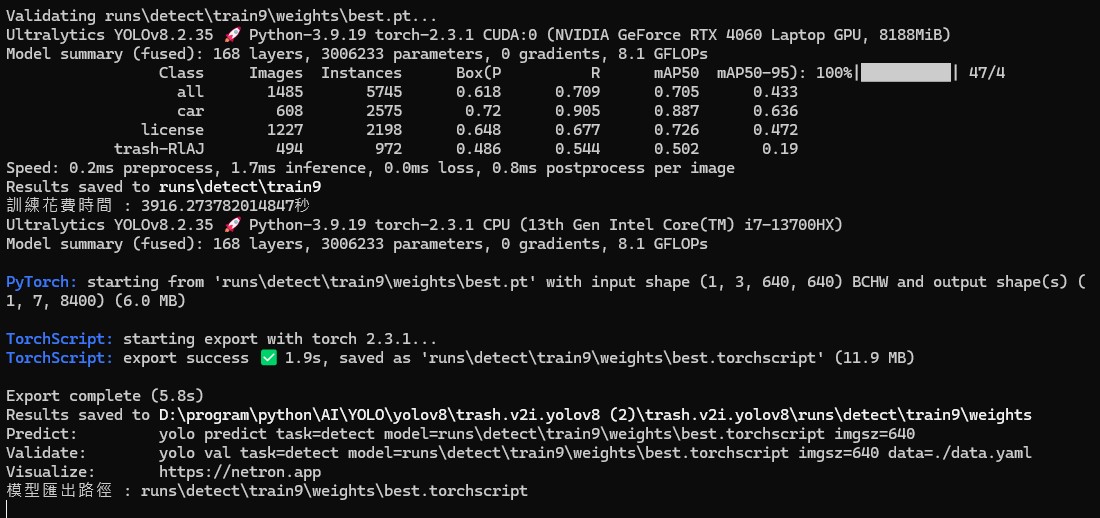 Validating runs\detect\train9\weights\best.pt...
Ultralytics YOLOv8.2.35 🚀 Python-3.9.19 torch-2.3.1 CUDA:0 (NVIDIA GeForce RTX 4060 Laptop GPU, 8188MiB)
Model summary (fused): 168 layers, 3006233 parameters, 0 gradients, 8.1 GFLOPs
Class Images Instances Box(P R mAP50 mAP50-95): 100%|██████████| 47/4
all 1485 5745 0.618 0.709 0.705 0.433
car 608 2575 0.72 0.905 0.887 0.636
license 1227 2198 0.648 0.677 0.726 0.472
trash-RlAJ 494 972 0.486 0.544 0.502 0.19
Speed: 0.2ms preprocess, 1.7ms inference, 0.0ms loss, 0.8ms postprocess per image
Results saved to runs\detect\train9
訓練花費時間 : 3916.273782014847秒
Ultralytics YOLOv8.2.35 🚀 Python-3.9.19 torch-2.3.1 CPU (13th Gen Intel Core(TM) i7-13700HX)
Model summary (fused): 168 layers, 3006233 parameters, 0 gradients, 8.1 GFLOPs
PyTorch: starting from 'runs\detect\train9\weights\best.pt' with input shape (1, 3, 640, 640) BCHW and output shape(s) (
1, 7, 8400) (6.0 MB)
TorchScript: starting export with torch 2.3.1...
TorchScript: export success ✅ 1.9s, saved as 'runs\detect\train9\weights\best.torchscript' (11.9 MB)
Export complete (5.8s)
Results saved to D:\program\python\AI\YOLO\yolov8\trash.v2i.yolov8 (2)\trash.v2i.yolov8\runs\detect\train9\weights
Predict: yolo predict task=detect model=runs\detect\train9\weights\best.torchscript imgsz=640
Validate: yolo val task=detect model=runs\detect\train9\weights\best.torchscript imgsz=640 data=./data.yaml
Visualize: https://netron.app
模型匯出路徑 : runs\detect\train9\weights\best.torchscript